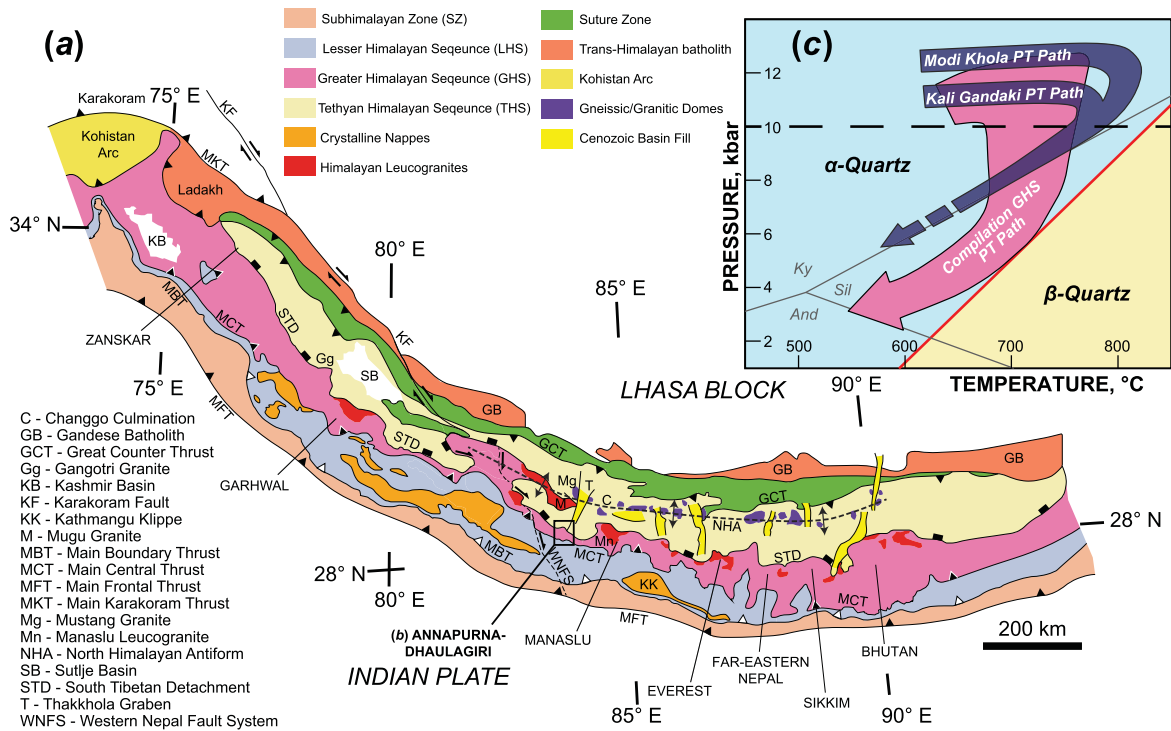 (a)
Subhimalayan Zone (SZ)
Lesser Himalayan Seqeunce (LHS)
Greater Himalayan Seqeunce (GHS)
Tethyan Himalayan Seqeunce (THS)
Crystalline Nappes
Himalayan Leucogranites
Suture Zone
Trans-Himalayan batholith
Kohistan Arc
Gneissic/Granitic Domes
Cenozoic Basin Fill
(c)
Modi Khola PT Path
Kali Gandaki PT Path
Compilation GHS
PT Path
α-Quartz
β-Quartz
Ky
Sil
And
PRESSURE, kbar
12
10
8
6
4
2
500
600
700
800
TEMPERATURE, °C
Karakoram
75° E
KF
Kohistan
Arc
MKT
Ladakh
34° N
KB
80° E
MBT
MCT
STD
ZANSKAR
KF
85° E
Gg
SB
75° E
MFT
GB
LHASA BLOCK
90° E
STD
GCT
GB
GB
GARHWAL
Mg
T
M
C
GCT
NHA
28° N
Mn
STD
MBT
WNFS
MCT
28° N
80° E
KK
MCT
MFT
200 km
(b) ANNAPURNA-
DHAULAGIRI
MANASLU
INDIAN PLATE
EVEREST
FAR-EASTERN
NEPAL
SIKKIM
BHUTAN
85° E
90° E
C - Changgo Culmination
GB - Gandese Batholith
GCT - Great Counter Thrust
Gg - Gangotri Granite
KB - Kashmir Basin
KF - Karakoram Fault
KK - Kathmangu Klippe
M - Mugu Granite
MBT - Main Boundary Thrust
MCT - Main Central Thrust
MFT - Main Frontal Thrust
MKT - Main Karakoram Thrust
Mg - Mustang Granite
Mn - Manaslu Leucogranite
NHA - North Himalayan Antiform
SB - Sutlje Basin
STD - South Tibetan Detachment
T - Thakkhola Graben
WNFS - Western Nepal Fault System